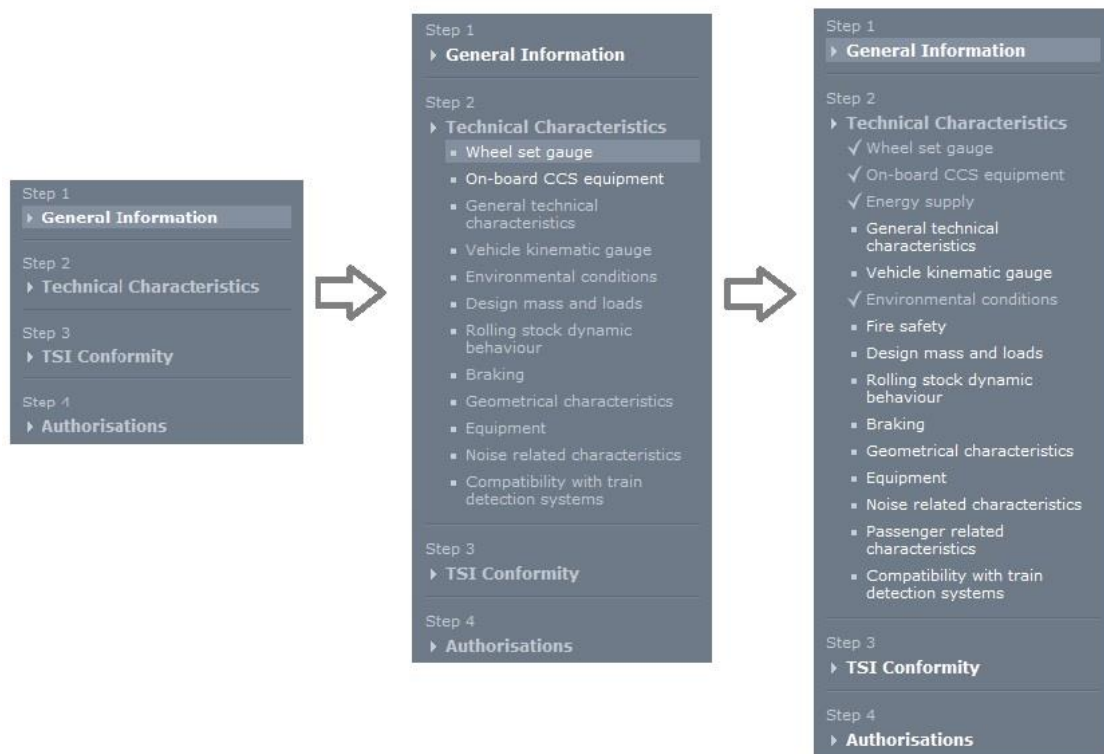 Step 1
General Information
Step 2
Technical Characteristics
Step 3
TSI Conformity
Step 4
Authorisations
Step 1
General Information
Step 2
Technical Characteristics
Wheel set gauge
On-board CCS equipment
General technical
characteristics
Vehicle kinematic gauge
Environmental conditions
Design mass and loads
Rolling stock dynamic
behaviour
Braking
Geometrical characteristics
Equipment
Noise related characteristics
Compatibility with train
detection systems
Step 3
TSI Conformity
Step 4
Authorisations
Step 1
General Information
Step 2
Technical Characteristics
Wheel set gauge
On-board CCS equipment
Energy supply
General technical
characteristics
Vehicle kinematic gauge
Environmental conditions
Fire safety
Design mass and loads
Rolling stock dynamic
behaviour
Braking
Geometrical characteristics
Equipment
Noise related characteristics
Passenger related
characteristics
Compatibility with train
detection systems
Step 3
TSI Conformity
Step 4
Authorisations